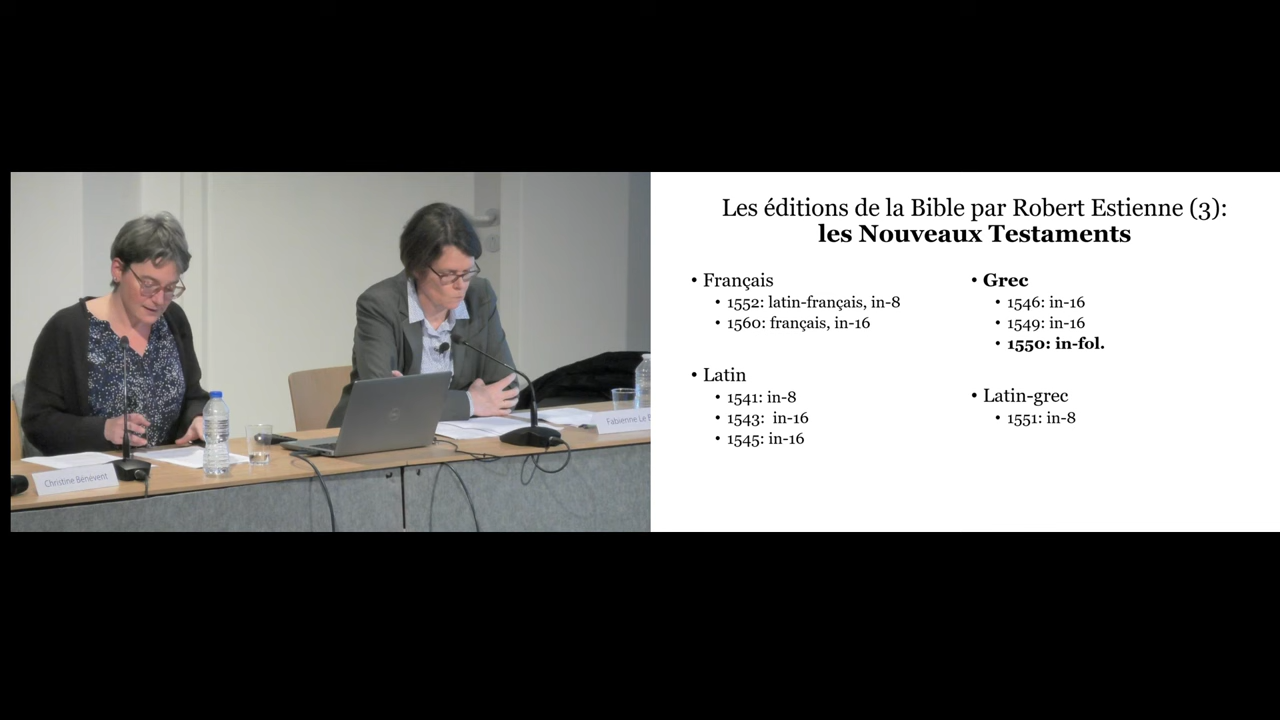 Les éditions de la Bible par Robert Estienne (3):
les Nouveaux Testaments
• Français
• 1552: latin-français, in-8
• 1560: français, in-16
• Latin
• 1541: in-8
• 1543: in-16
• 1545: in-16
• Grec
• 1546: in-16
• 1549: in-16
• 1550: in-fol.
• Latin-grec
• 1551: in-8
Christine Bénévent
Fabienne Le